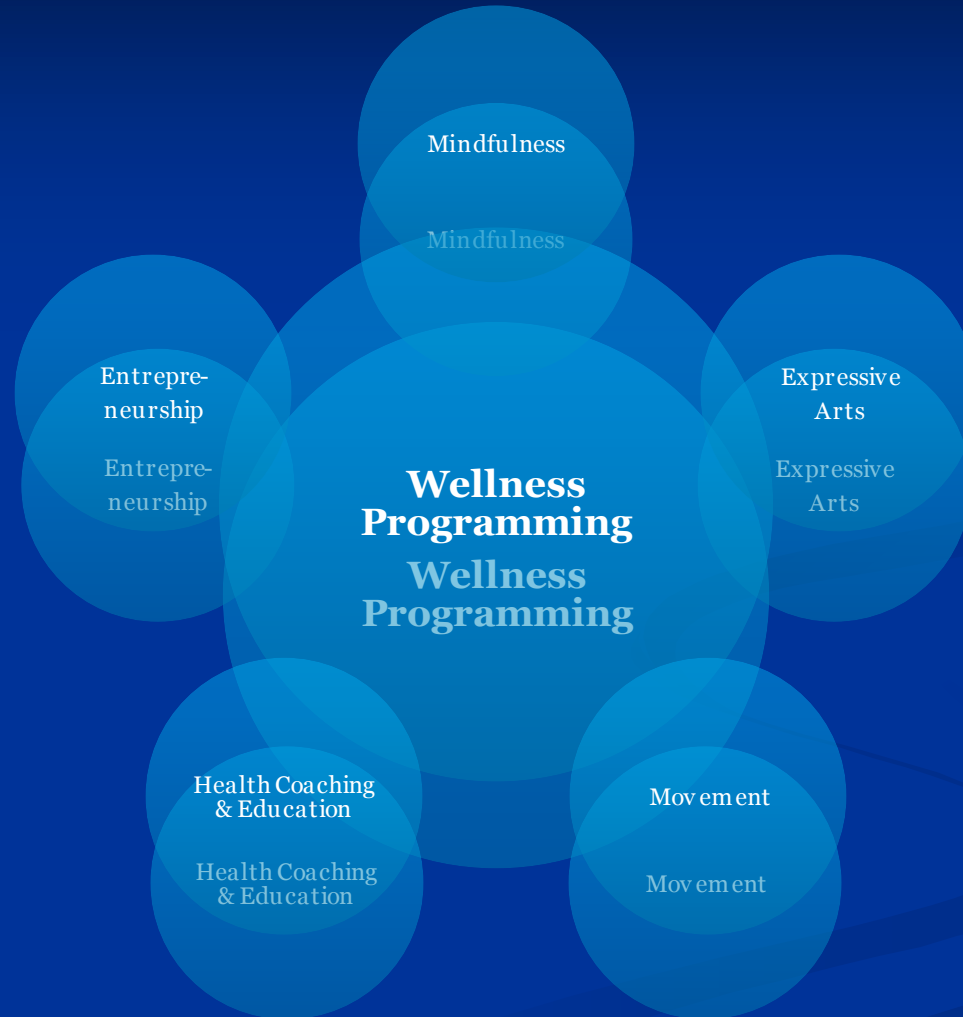 Mindfulness
Mindfulness
Entrepre-
neurship
Entrepre-
neurship
Expressive
Arts
Expressive
Arts
Wellness
Programming
Wellness
Programming
Health Coaching
& Education
Health Coaching
& Education
Movement
Movement